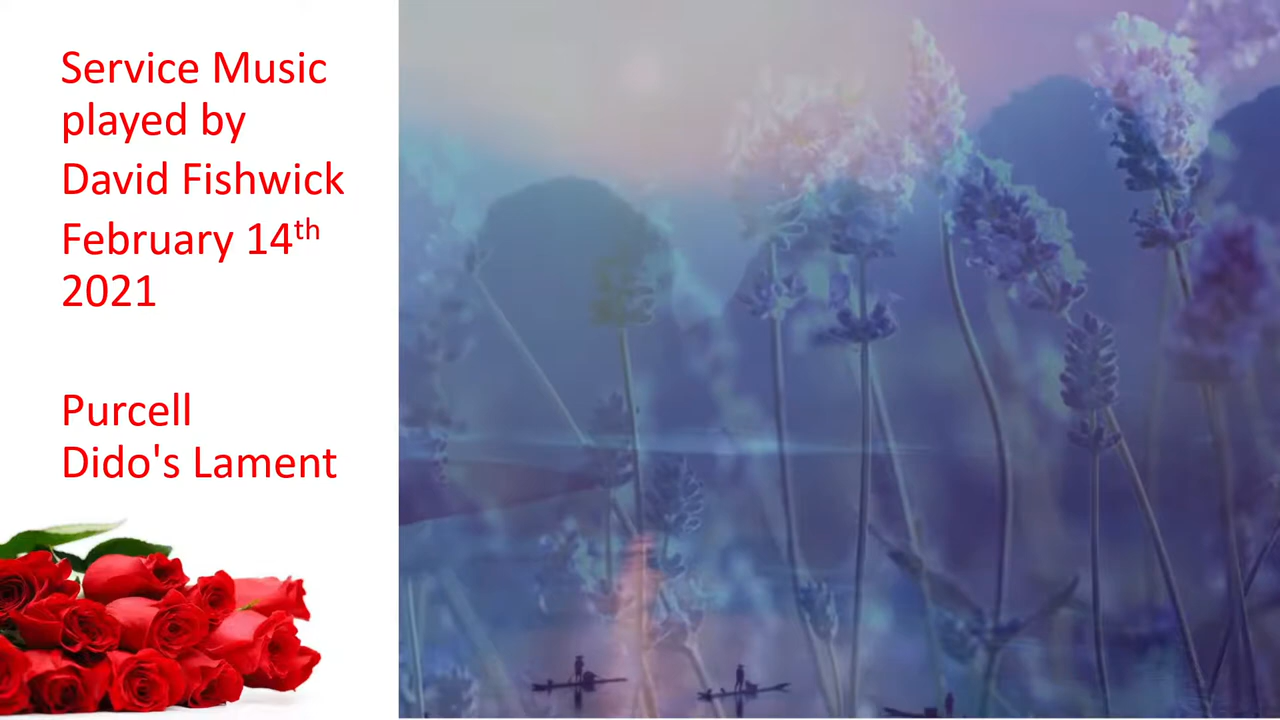 Service Music
played by
David Fishwick
February 14th
2021
Purcell
Dido's Lament